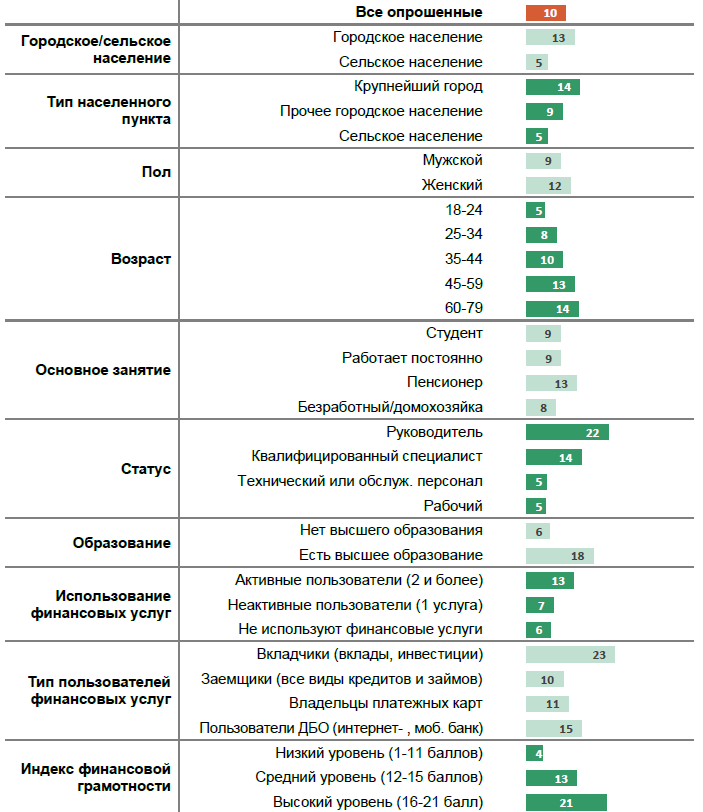 Все опрошенные 10
Городское/сельское население
Городское население 13
Сельское население 5
Тип населенного пункта
Крупнейший город 14
Прочее городское население 9
Сельское население 5
Пол
Мужской 9
Женский 12
Возраст
18-24 5
25-34 8
35-44 10
45-59 13
60-79 14
Основное занятие
Студент 9
Работает постоянно 9
Пенсионер 13
Безработный/домохозяйка 8
Статус
Руководитель 22
Квалифицированный специалист 14
Технический или обслуж. персонал 5
Рабочий 5
Образование
Нет высшего образования 6
Есть высшее образование 18
Использование финансовых услуг
Активные пользователи (2 и более) 13
Неактивные пользователи (1 услуга) 7
Не используют финансовые услуги 6
Тип пользователей финансовых услуг
Вкладчики (вклады, инвестиции) 23
Заемщики (все виды кредитов и займов) 10
Владельцы платежных карт 11
Пользователи ДБО (интернет- , моб. банк) 15
Индекс финансовой грамотности
Низкий уровень (1-11 баллов) 4
Средний уровень (12-15 баллов) 13
Высокий уровень (16-21 балл) 21